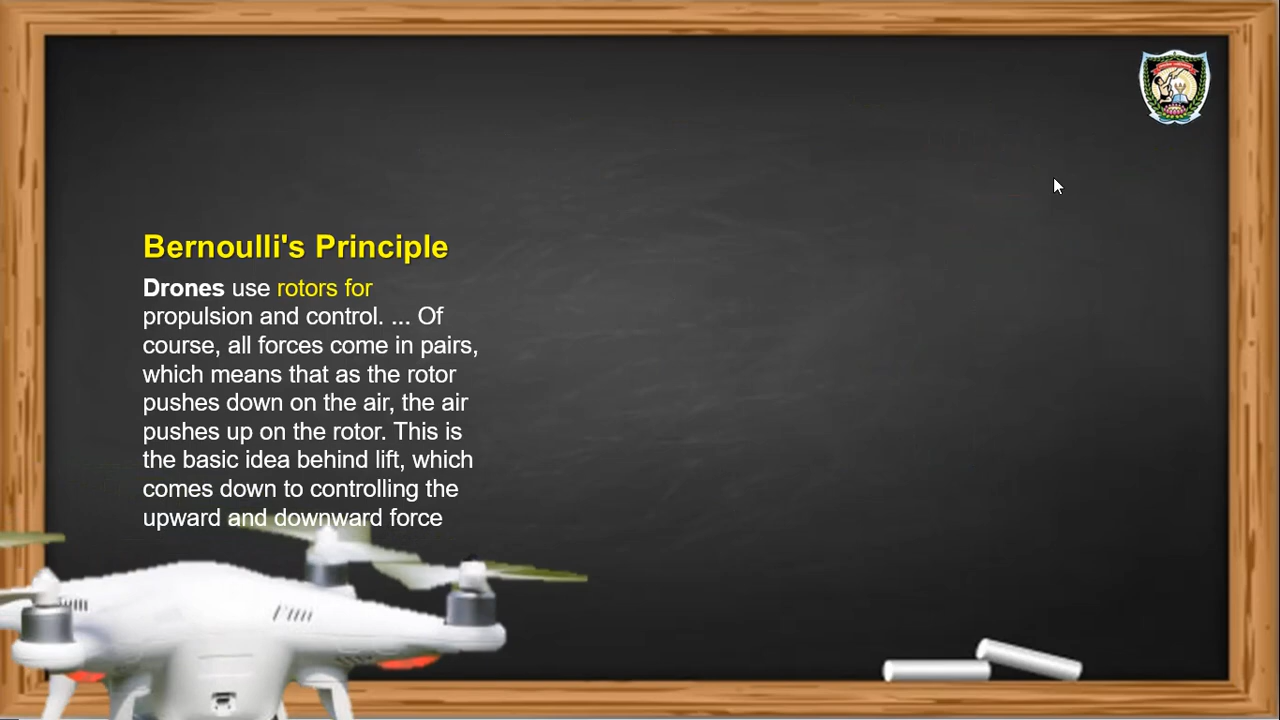 Bernoulli's Principle
Drones use rotors for
propulsion and control. ... Of
course, all forces come in pairs,
which means that as the rotor
pushes down on the air, the air
pushes up on the rotor. This is
the basic idea behind lift, which
comes down to controlling the
upward and downward force